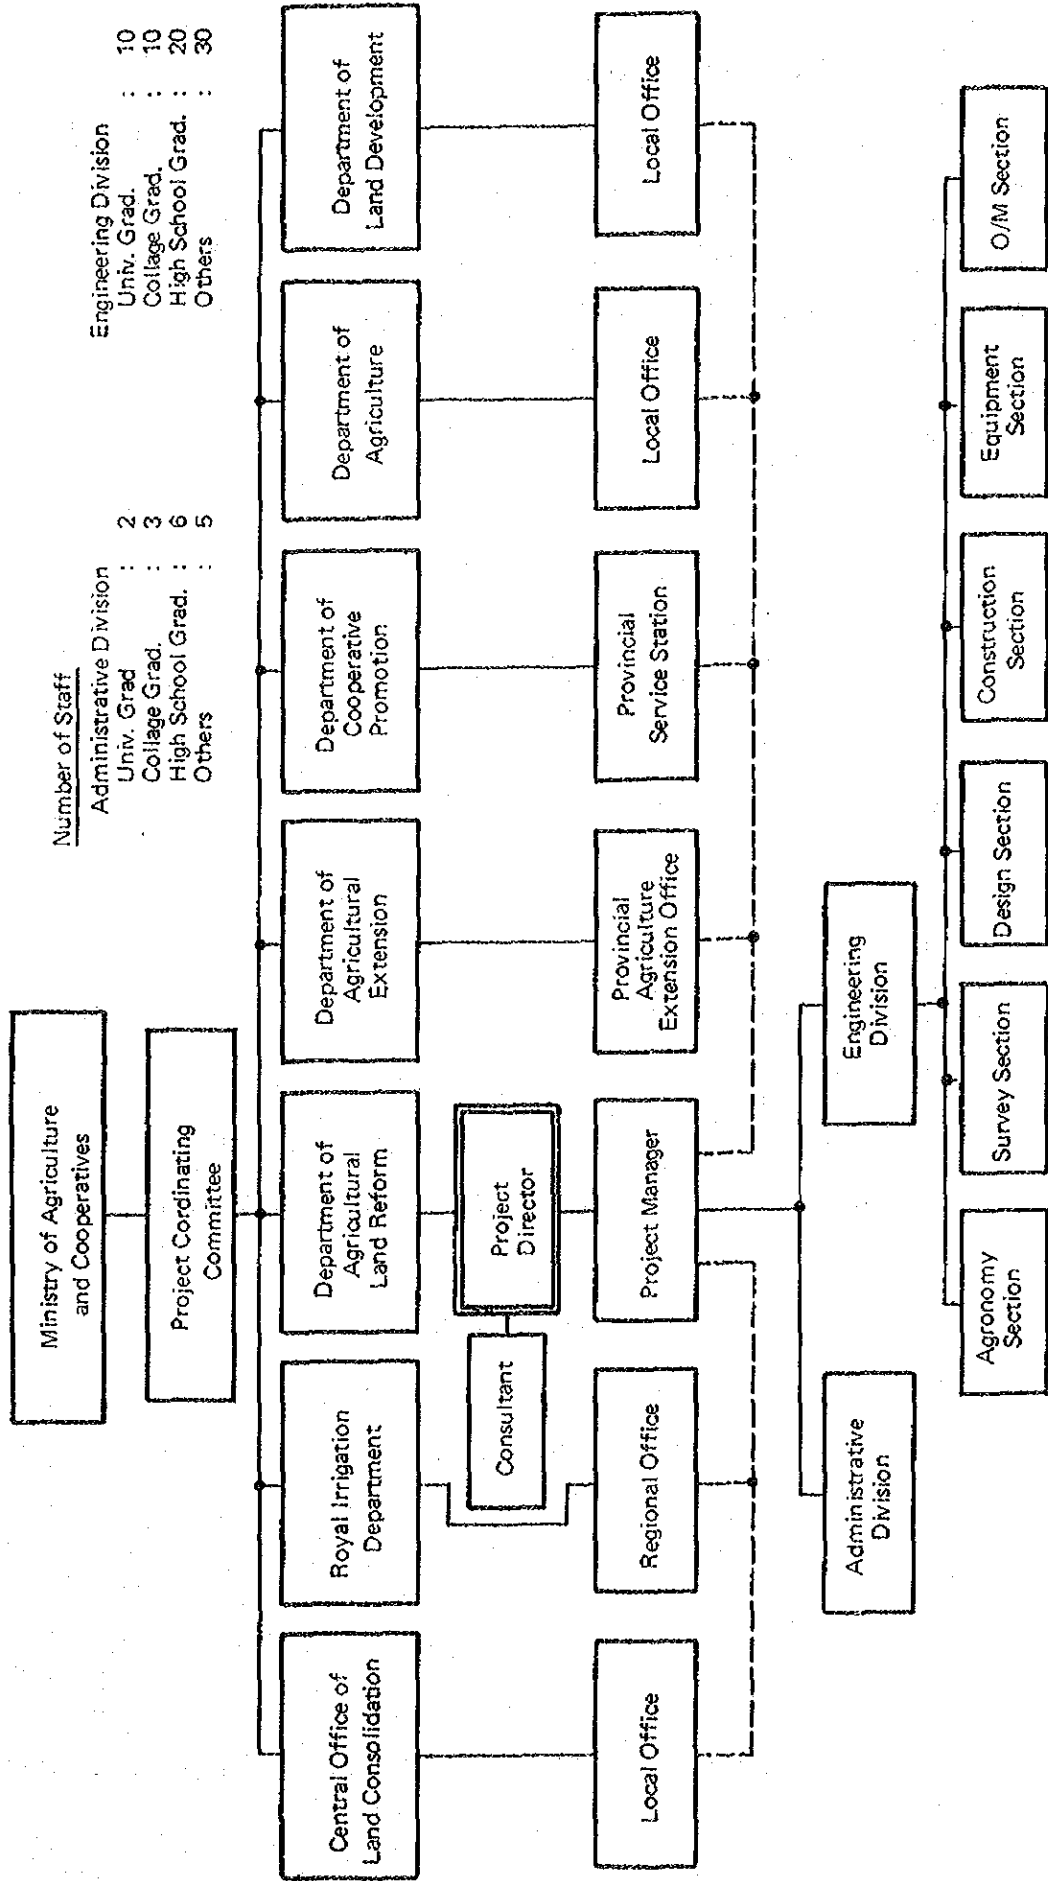 Ministry of Agriculture
and Cooperatives
Project Cordinating
Committee
Number of Staff
Administrative Division
Univ. Grad : 2
Collage Grad. : 3
High School Grad. : 6
Others : 5
Engineering Division
Univ. Grad. : 10
Collage Grad. : 10
High School Grad. : 20
Others : 30
Central Office of
Land Consolidation
Royal Irrigation
Department
Department of
Agricultural
Land Reform
Department of
Agricultural
Extension
Department of
Cooperative
Promotion
Department of
Agriculture
Department of
Land Development
Consultant
Project
Director
Local Office
Regional Office
Project Manager
Provincial
Agriculture
Extension Office
Provincial
Service Station
Local Office
Local Office
Administrative
Division
Engineering
Division
Agronomy
Section
Survey Section
Design Section
Construction
Section
Equipment
Section
O/M Section